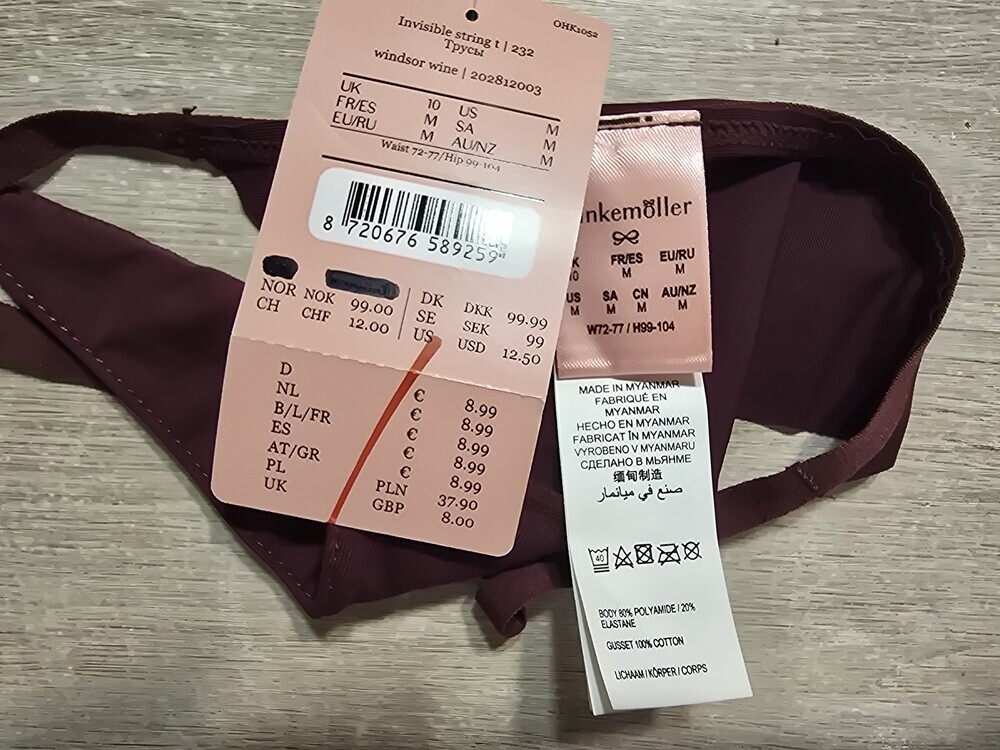 OHK1052
Invisible string t | 232
Трусы
windsor wine | 202812003
UK 10 US M
FR/ES M SA M
EU/RU M AU/NZ M
Waist 72-77/Hip 99-104
8 720676 589259
NOR NOK 99.00 DK DKK 99.99
CH CHF 12.00 SE SEK 99
US USD 12.50
D € 8.99
NL € 8.99
B/L/FR € 8.99
ES € 8.99
AT/GR € 8.99
PL PLN 37.90
UK GBP 8.00
nkemöller
K FR/ES EU/RU
0 M M
US SA CN AU/NZ
M M M M
W72-77 / H99-104
MADE IN MYANMAR
FABRIQUÉ EN
MYANMAR
HECHO EN MYANMAR
FABRICAT ÎN MYANMAR
VYROBENO V MYANMARU
СДЕЛАНО В МЬЯНМЕ
缅甸制造
صنع في ميانمار
40
BODY 80% POLYAMIDE / 20%
ELASTANE
GUSSET 100% COTTON
LICHAAM / KÖRPER / CORPS